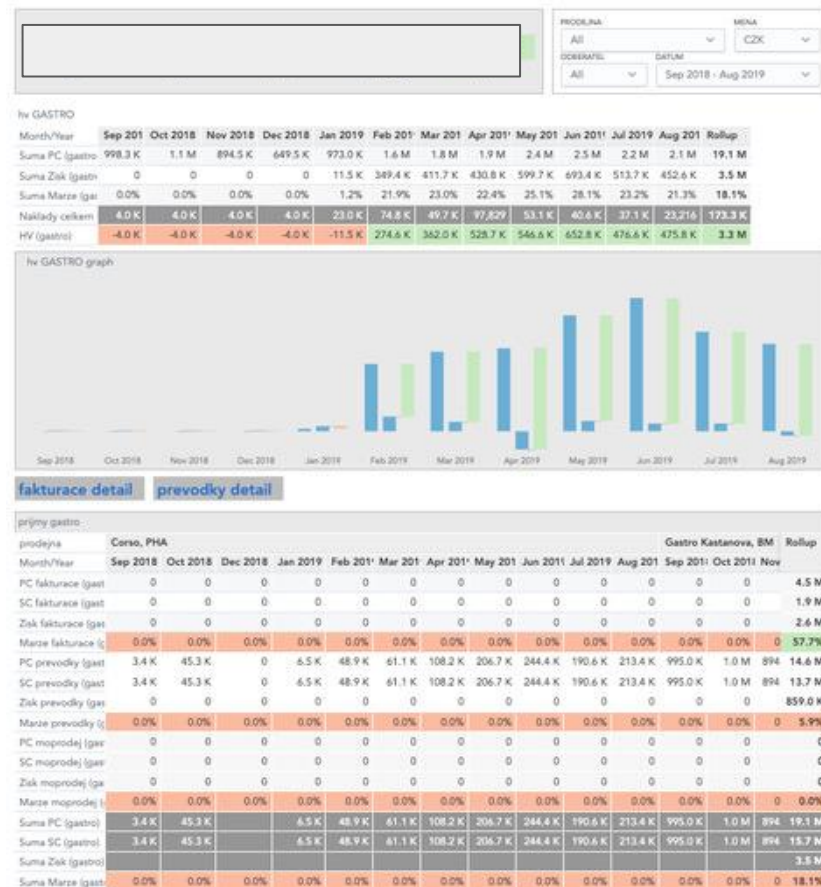 PRODEJNA MENA
All CZK
ODBERATEL DATUM
All Sep 2018 - Aug 2019
hv GASTRO
Month/Year Sep 201 Oct 2018 Nov 2018 Dec 2018 Jan 2019 Feb 201 Mar 201 Apr 201 May 201 Jun 201 Jul 2019 Aug 201 Rollup
Suma PC (gastro 998.3 K 1.1 M 894.5 K 649.5 K 973.0 K 1.6 M 1.8 M 1.9 M 2.4 M 2.5 M 2.2 M 2.1 M 19.1 M
Suma Zisk (gastr 0 0 0 0 11.5 K 349.4 K 411.7 K 430.8 K 599.7 K 693.4 K 513.7 K 452.6 K 3.5 M
Suma Marze (gas 0.0% 0.0% 0.0% 0.0% 1.2% 21.9% 23.0% 22.4% 25.1% 28.1% 23.2% 21.3% 18.1%
Naklady celkem 4.0 K 4.0 K 4.0 K 4.0 K 23.0 K 74.8 K 49.7 K 97,829 53.1 K 40.6 K 37.1 K 23,216 173.3 K
HV (gastro) -4.0 K -4.0 K -4.0 K -4.0 K -11.5 K 274.6 K 362.0 K 528.7 K 546.6 K 652.8 K 476.6 K 475.8 K 3.3 M
hv GASTRO graph
Sep 2018 Oct 2018 Nov 2018 Dec 2018 Jan 2019 Feb 2019 Mar 2019 Apr 2019 May 2019 Jun 2019 Jul 2019 Aug 2019
fakturace detail prevodky detail
prijmy gastro
prodejna Corso, PHA Gastro Kastanova, BM Rollup
Month/Year Sep 2018 Oct 2018 Dec 2018 Jan 2019 Feb 201 Mar 201 Apr 201 May 201 Jun 201 Jul 2019 Aug 201 Sep 201 Oct 201 Nov
PC fakturace (gast 0 0 0 0 0 0 0 0 0 0 0 0 0 4.5 M
SC fakturace (gast 0 0 0 0 0 0 0 0 0 0 0 0 0 1.9 M
Zisk fakturace (gas 0 0 0 0 0 0 0 0 0 0 0 0 0 2.6 M
Marze fakturace (g 0.0% 0.0% 0.0% 0.0% 0.0% 0.0% 0.0% 0.0% 0.0% 0.0% 0.0% 0.0% 0.0% 0 57.7%
PC prevodky (gast 3.4 K 45.3 K 0 6.5 K 48.9 K 61.1 K 108.2 K 206.7 K 244.4 K 190.6 K 213.4 K 995.0 K 1.0 M 894 14.6 M
SC prevodky (gast 3.4 K 45.3 K 0 6.5 K 48.9 K 61.1 K 108.2 K 206.7 K 244.4 K 190.6 K 213.4 K 995.0 K 1.0 M 894 13.7 M
Zisk prevodky (gas 0 0 0 0 0 0 0 0 0 0 0 0 0 859.0 K
Marze prevodky (g 0.0% 0.0% 0.0% 0.0% 0.0% 0.0% 0.0% 0.0% 0.0% 0.0% 0.0% 0.0% 0.0% 0 5.9%
PC moprodej (gas 0 0 0 0 0 0 0 0 0 0 0 0 0 0
SC moprodej (gas 0 0 0 0 0 0 0 0 0 0 0 0 0 0
Zisk moprodej (ga 0 0 0 0 0 0 0 0 0 0 0 0 0 0
Marze moprodej ( 0.0% 0.0% 0.0% 0.0% 0.0% 0.0% 0.0% 0.0% 0.0% 0.0% 0.0% 0.0% 0.0% 0 0.0%
Suma PC (gastro) 3.4 K 45.3 K 6.5 K 48.9 K 61.1 K 108.2 K 206.7 K 244.4 K 190.6 K 213.4 K 995.0 K 1.0 M 894 19.1 M
Suma SC (gastro) 3.4 K 45.3 K 6.5 K 48.9 K 61.1 K 108.2 K 206.7 K 244.4 K 190.6 K 213.4 K 995.0 K 1.0 M 894 15.7 M
Suma Zisk (gastro) 3.5 M
Suma Marze (gast 0.0% 0.0% 0.0% 0.0% 0.0% 0.0% 0.0% 0.0% 0.0% 0.0% 0.0% 0.0% 0.0% 0 18.1%